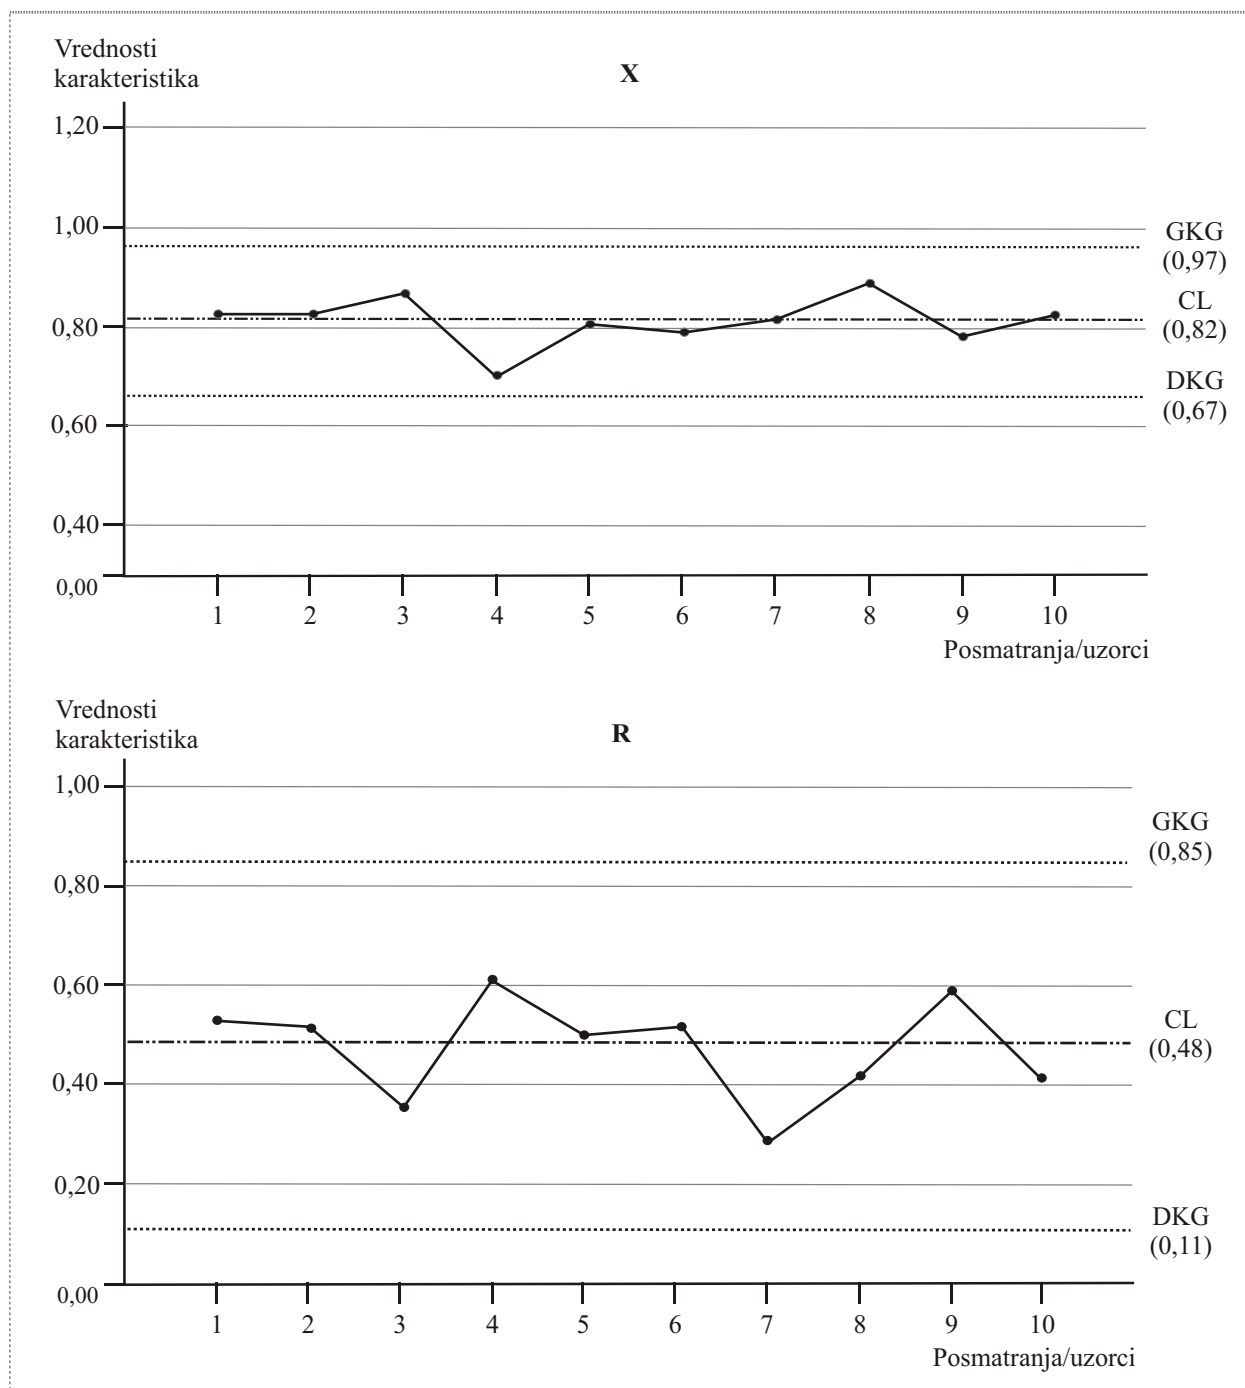 Vrednosti
karakteristika
X
1,20
1,00
0,80
0,60
0,40
0,00
GKG
(0,97)
CL
(0,82)
DKG
(0,67)
1 2 3 4 5 6 7 8 9 10
Posmatranja/uzorci
Vrednosti
karakteristika
R
1,00
0,80
0,60
0,40
0,20
0,00
GKG
(0,85)
CL
(0,48)
DKG
(0,11)
1 2 3 4 5 6 7 8 9 10
Posmatranja/uzorci